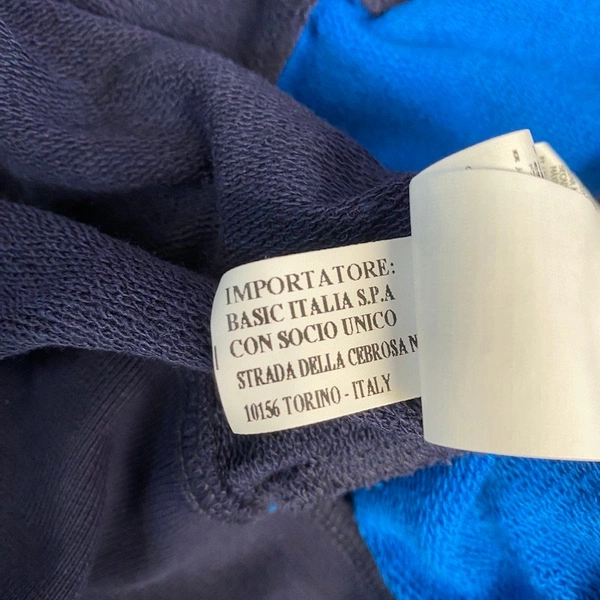 IMPORTATORE:
BASIC ITALIA S.P.A
CON SOCIO UNICO
STRADA DELLA CEBROSA N
10156 TORINO - ITALY